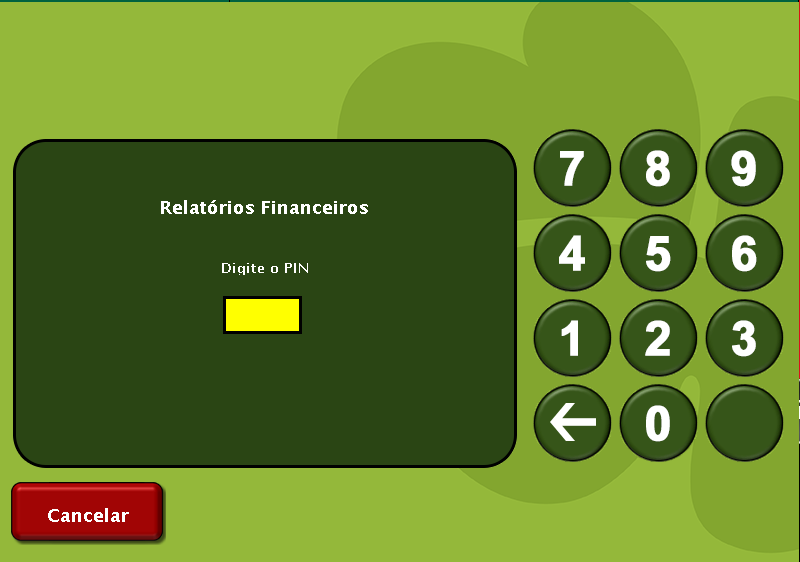 Relatórios Financeiros
Digite o PIN
7 8 9
4 5 6
1 2 3
← 0
Cancelar